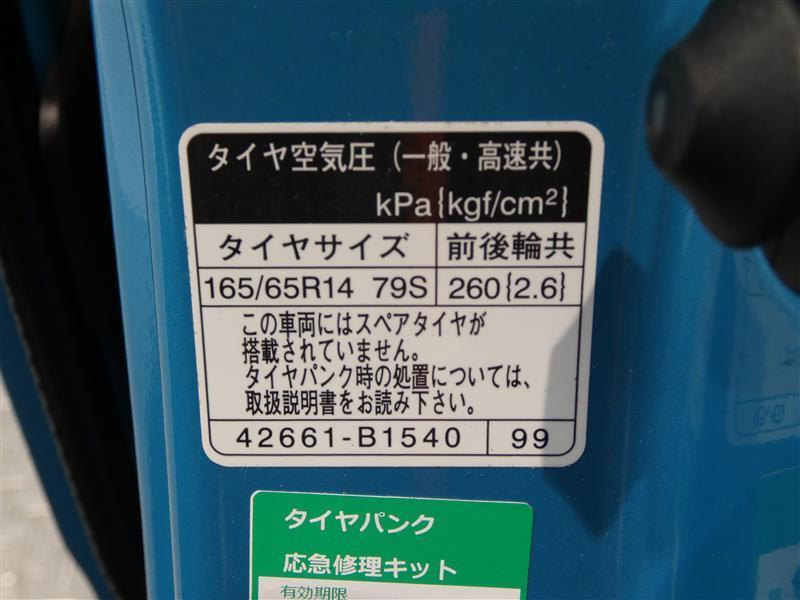 タイヤ空気圧（一般・高速共）
kPa{kgf/cm²}
タイヤサイズ 前後輪共
165/65R14 79S 260{2.6}
この車両にはスペアタイヤが
搭載されていません。
タイヤパンク時の処置については、
取扱説明書をお読み下さい。
42661-B1540 99
タイヤパンク
応急修理キット
有効期限